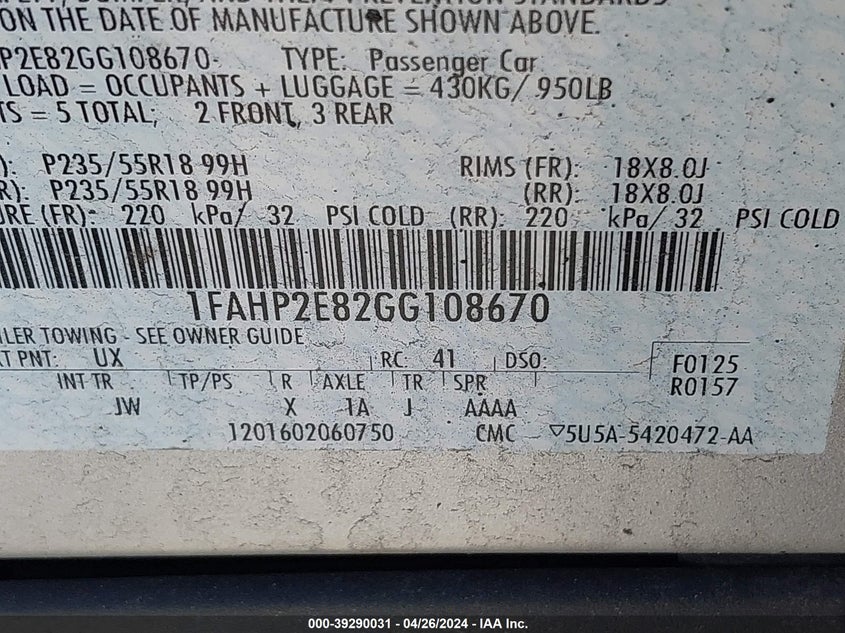 ON THE DATE OF MANUFACTURE SHOWN ABOVE.
P2E82GG108670 TYPE: Passenger Car
LOAD = OCCUPANTS + LUGGAGE = 430KG/ 950LB
TS = 5 TOTAL; 2 FRONT, 3 REAR
): P235/55R18 99H RIMS (FR): 18X8.0J
R): P235/55R18 99H (RR): 18X8.0J
URE (FR): 220 kPa/ 32 PSI COLD (RR): 220 kPa/ 32 PSI COLD
1FAHP2E82GG108670
ILER TOWING - SEE OWNER GUIDE
T PNT: UX RC: 41 DSO: F0125
R0157
INT TR TP/PS R AXLE TR SPR
JW X 1A J AAAA
1201602060750 CMC ▽5U5A-5420472-AA
000-39290031 - 04/26/2024 - IAA Inc.